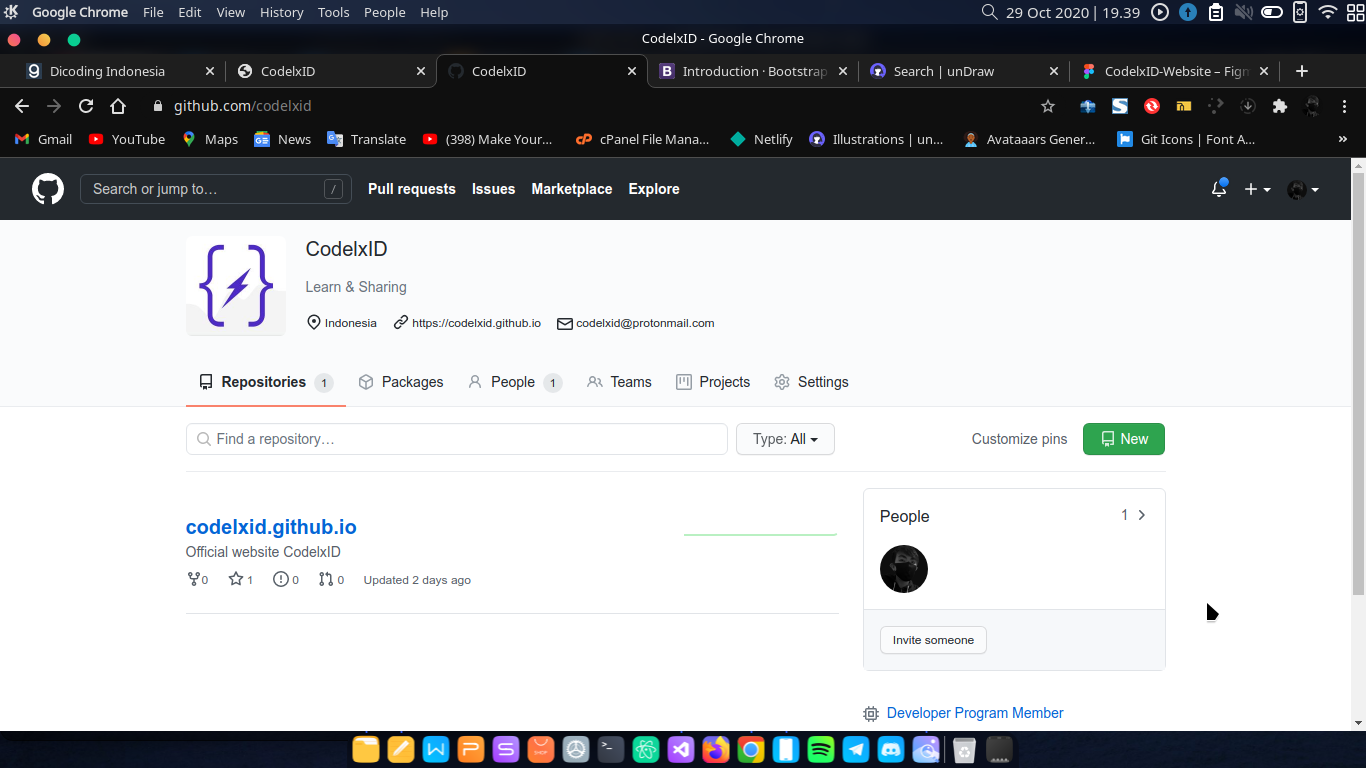 Google Chrome File Edit View History Tools People Help 29 Oct 2020 | 19.39
CodelxID - Google Chrome
Dicoding Indonesia CodelxID CodelxID Introduction · Bootstrap Search | unDraw CodelxID-Website – Figm
github.com/codelxid
Gmail YouTube Maps News Translate (398) Make Your... cPanel File Mana... Netlify Illustrations | un... Avataaars Gener... Git Icons | Font A... »
Search or jump to... / Pull requests Issues Marketplace Explore
CodelxID
Learn & Sharing
Indonesia https://codelxid.github.io codelxid@protonmail.com
Repositories 1 Packages People 1 Teams Projects Settings
Find a repository… Type: All Customize pins New
People 1
codelxid.github.io
Official website CodelxID
0 1 0 0 Updated 2 days ago
Invite someone
Developer Program Member